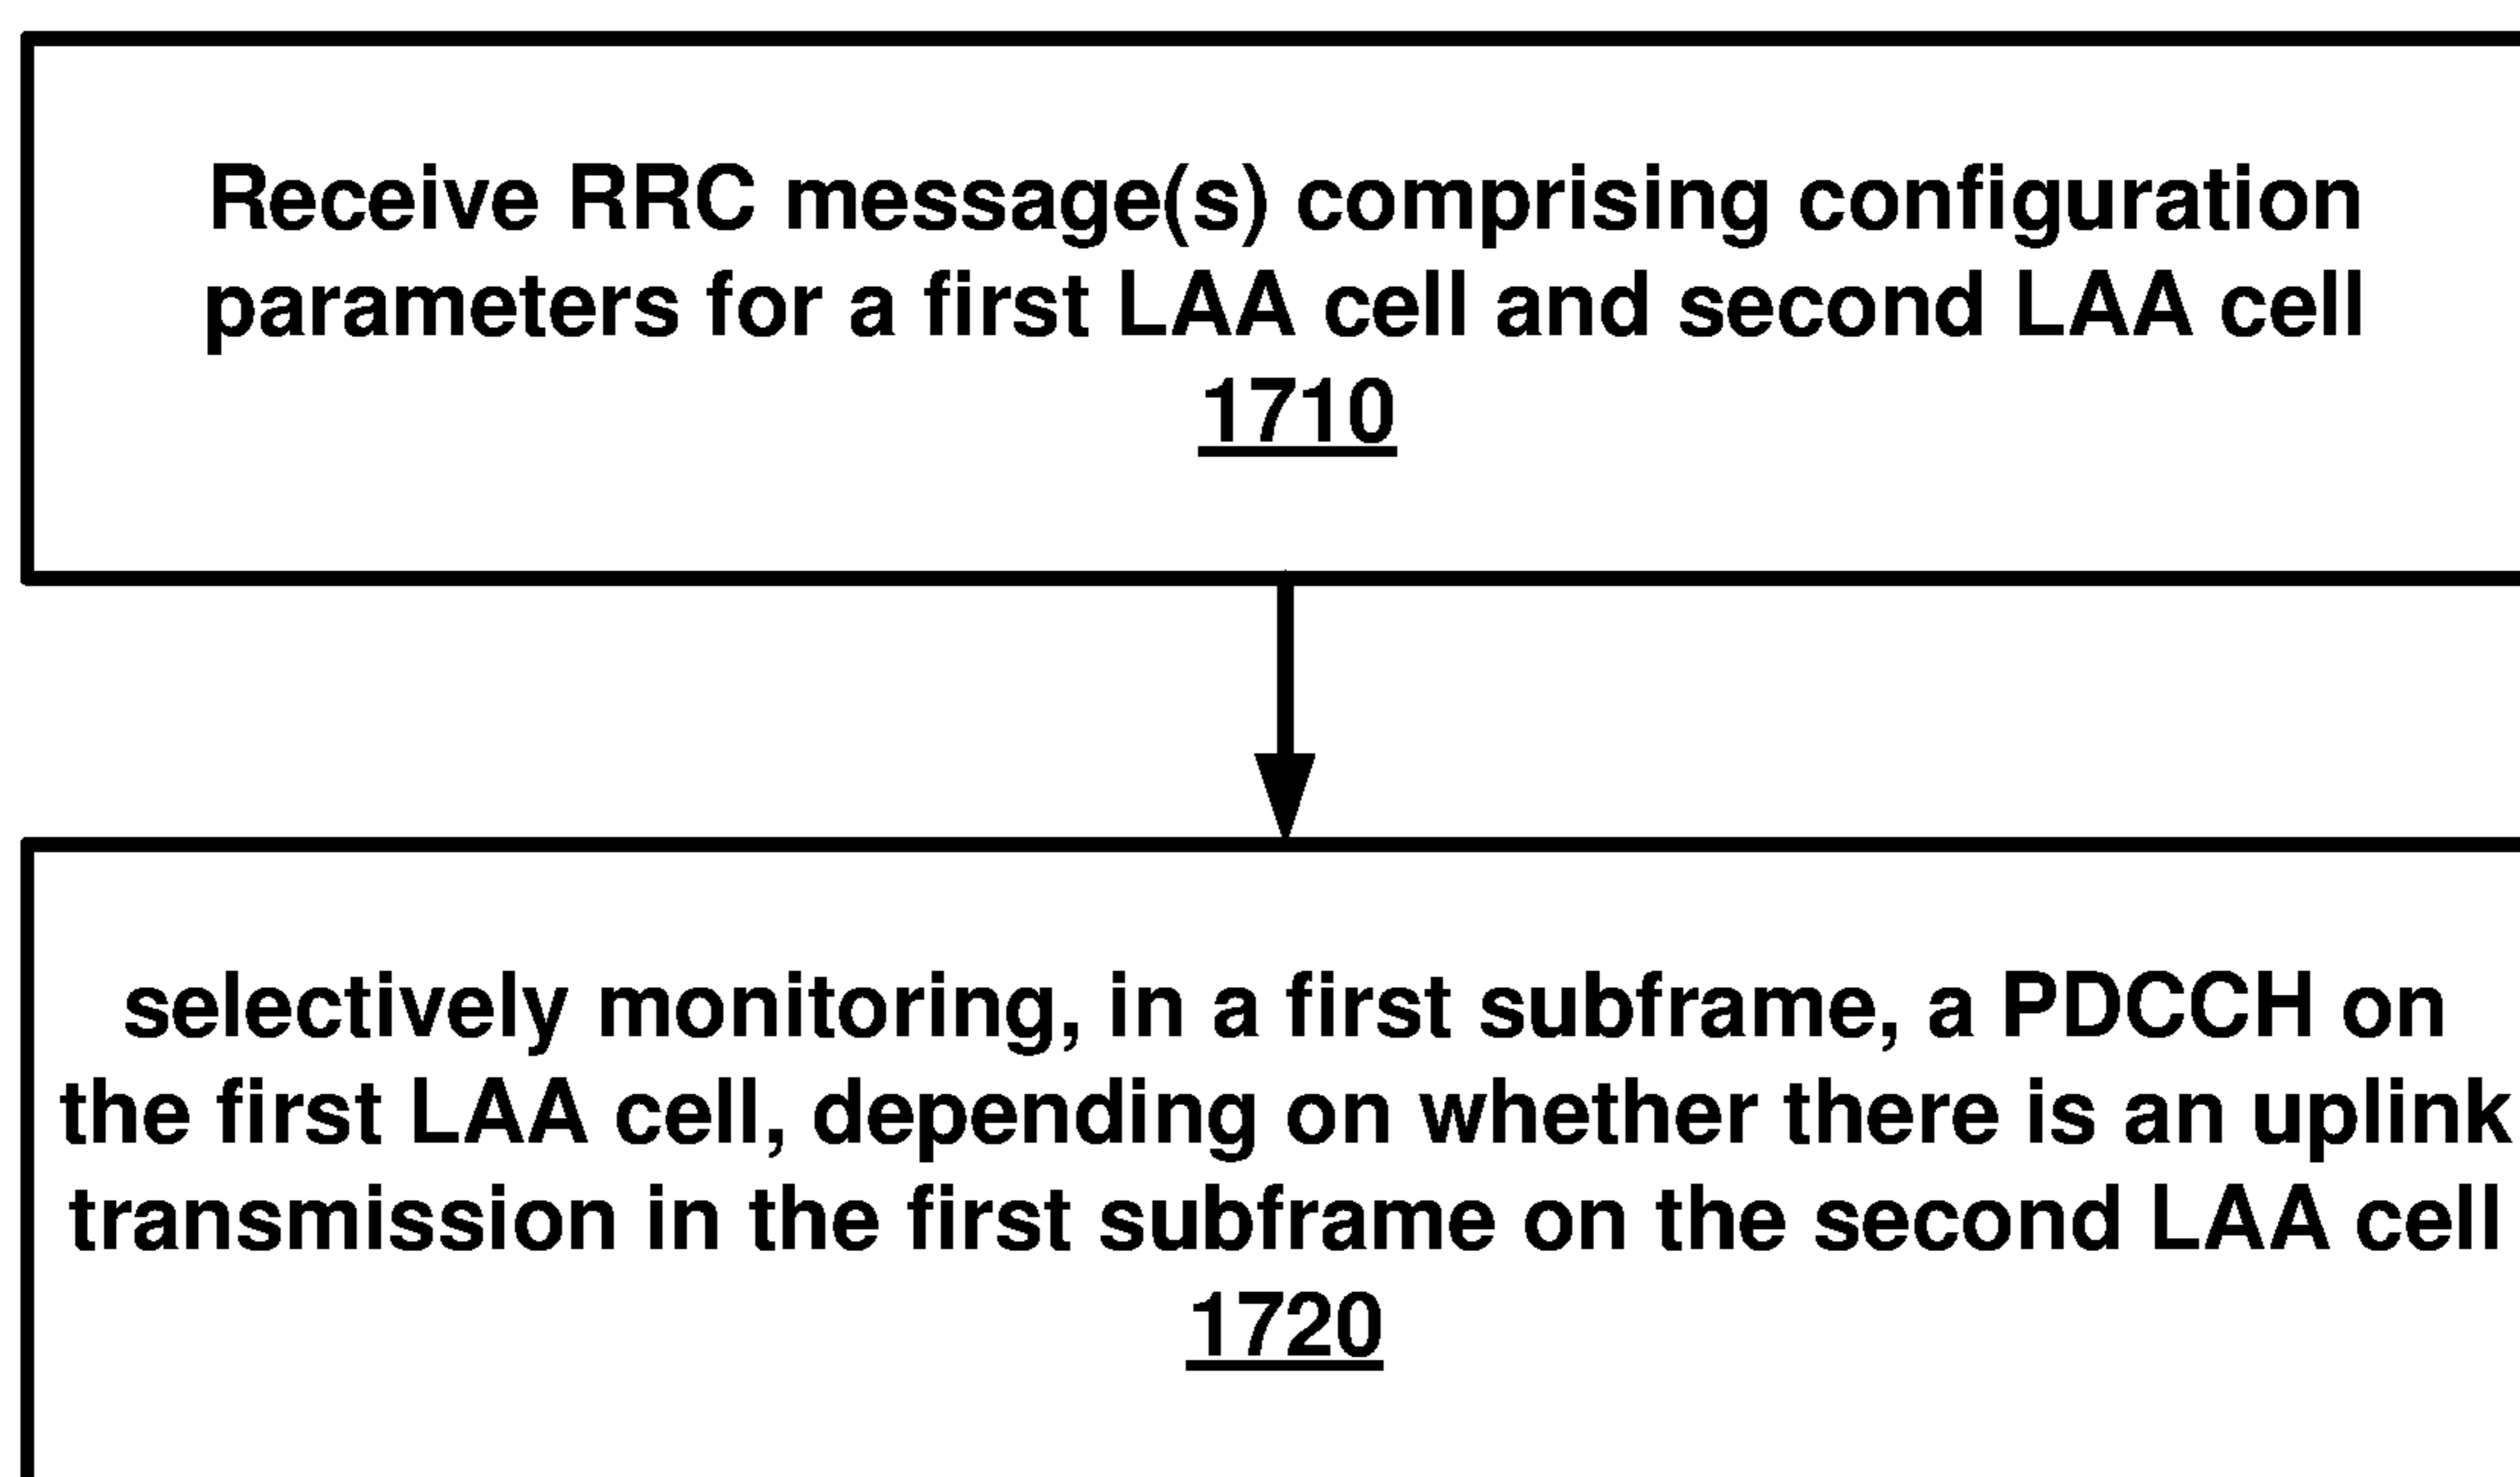 Receive RRC message(s) comprising configuration
parameters for a first LAA cell and second LAA cell
1710
selectively monitoring, in a first subframe, a PDCCH on
the first LAA cell, depending on whether there is an uplink
transmission in the first subframe on the second LAA cell
1720